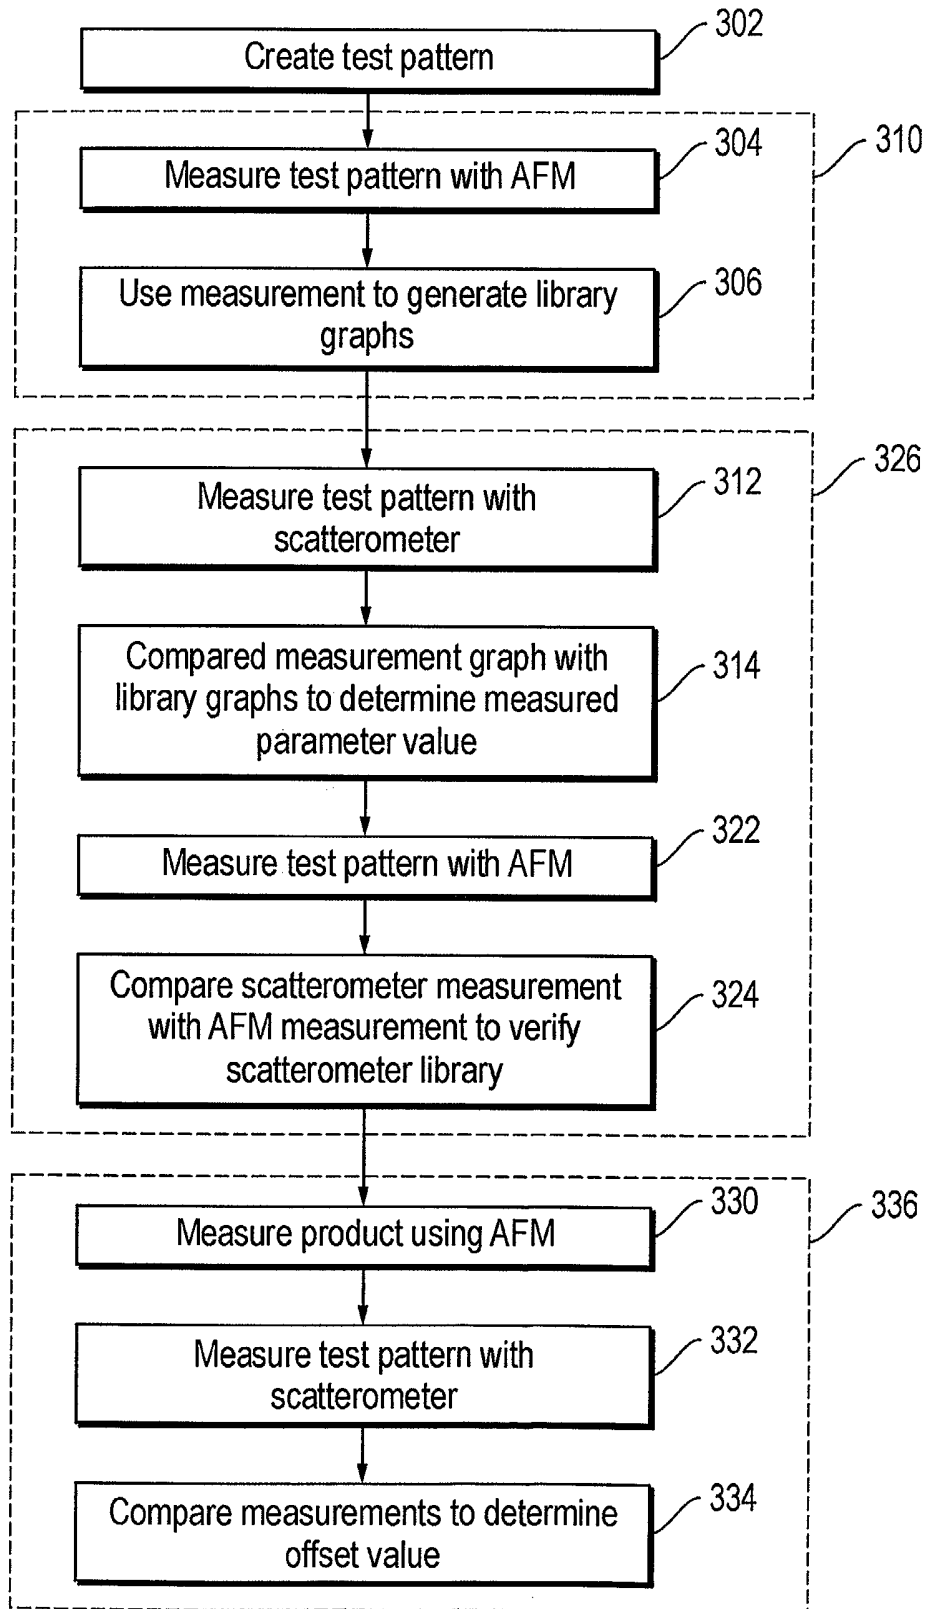 302
Create test pattern
304
310
Measure test pattern with AFM
306
Use measurement to generate library
graphs
326
312
Measure test pattern with
scatterometer
314
Compared measurement graph with
library graphs to determine measured
parameter value
322
Measure test pattern with AFM
324
Compare scatterometer measurement
with AFM measurement to verify
scatterometer library
330
336
Measure product using AFM
332
Measure test pattern with
scatterometer
334
Compare measurements to determine
offset value